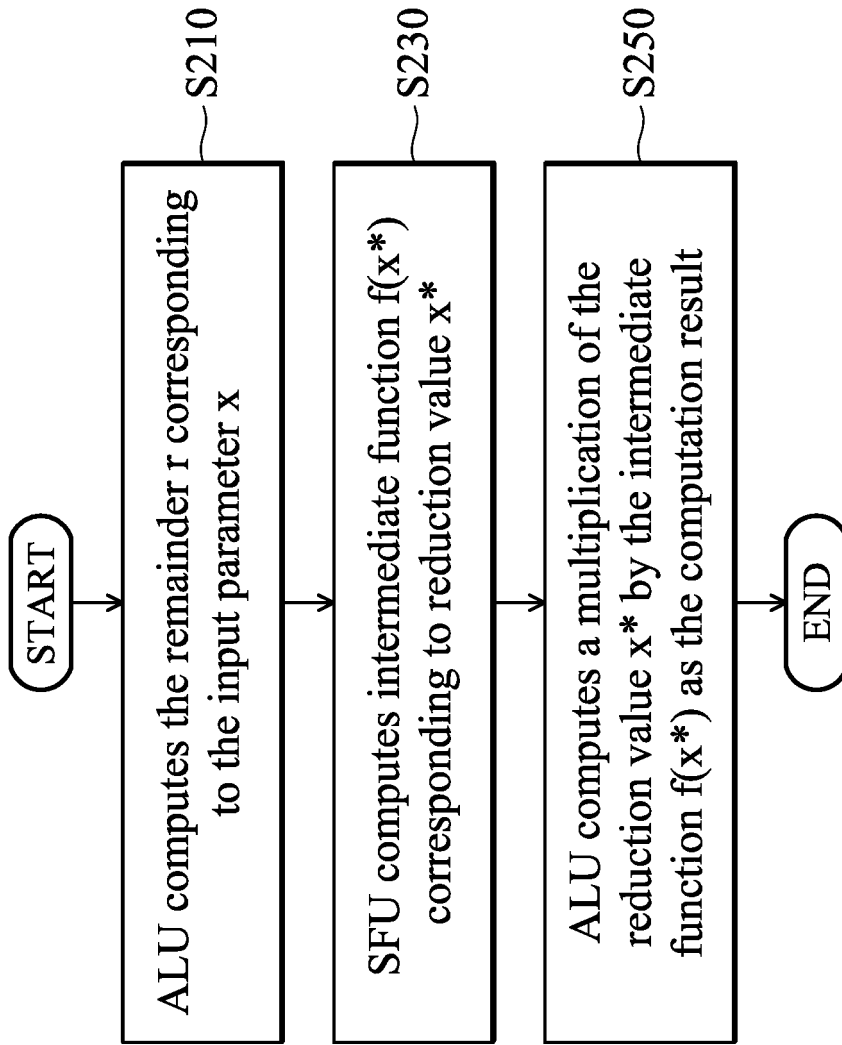 START
ALU computes the remainder r corresponding
to the input parameter x
S210
SFU computes intermediate function f(x*)
corresponding to reduction value x*
S230
ALU computes a multiplication of the
reduction value x* by the intermediate
function f(x*) as the computation result
S250
END